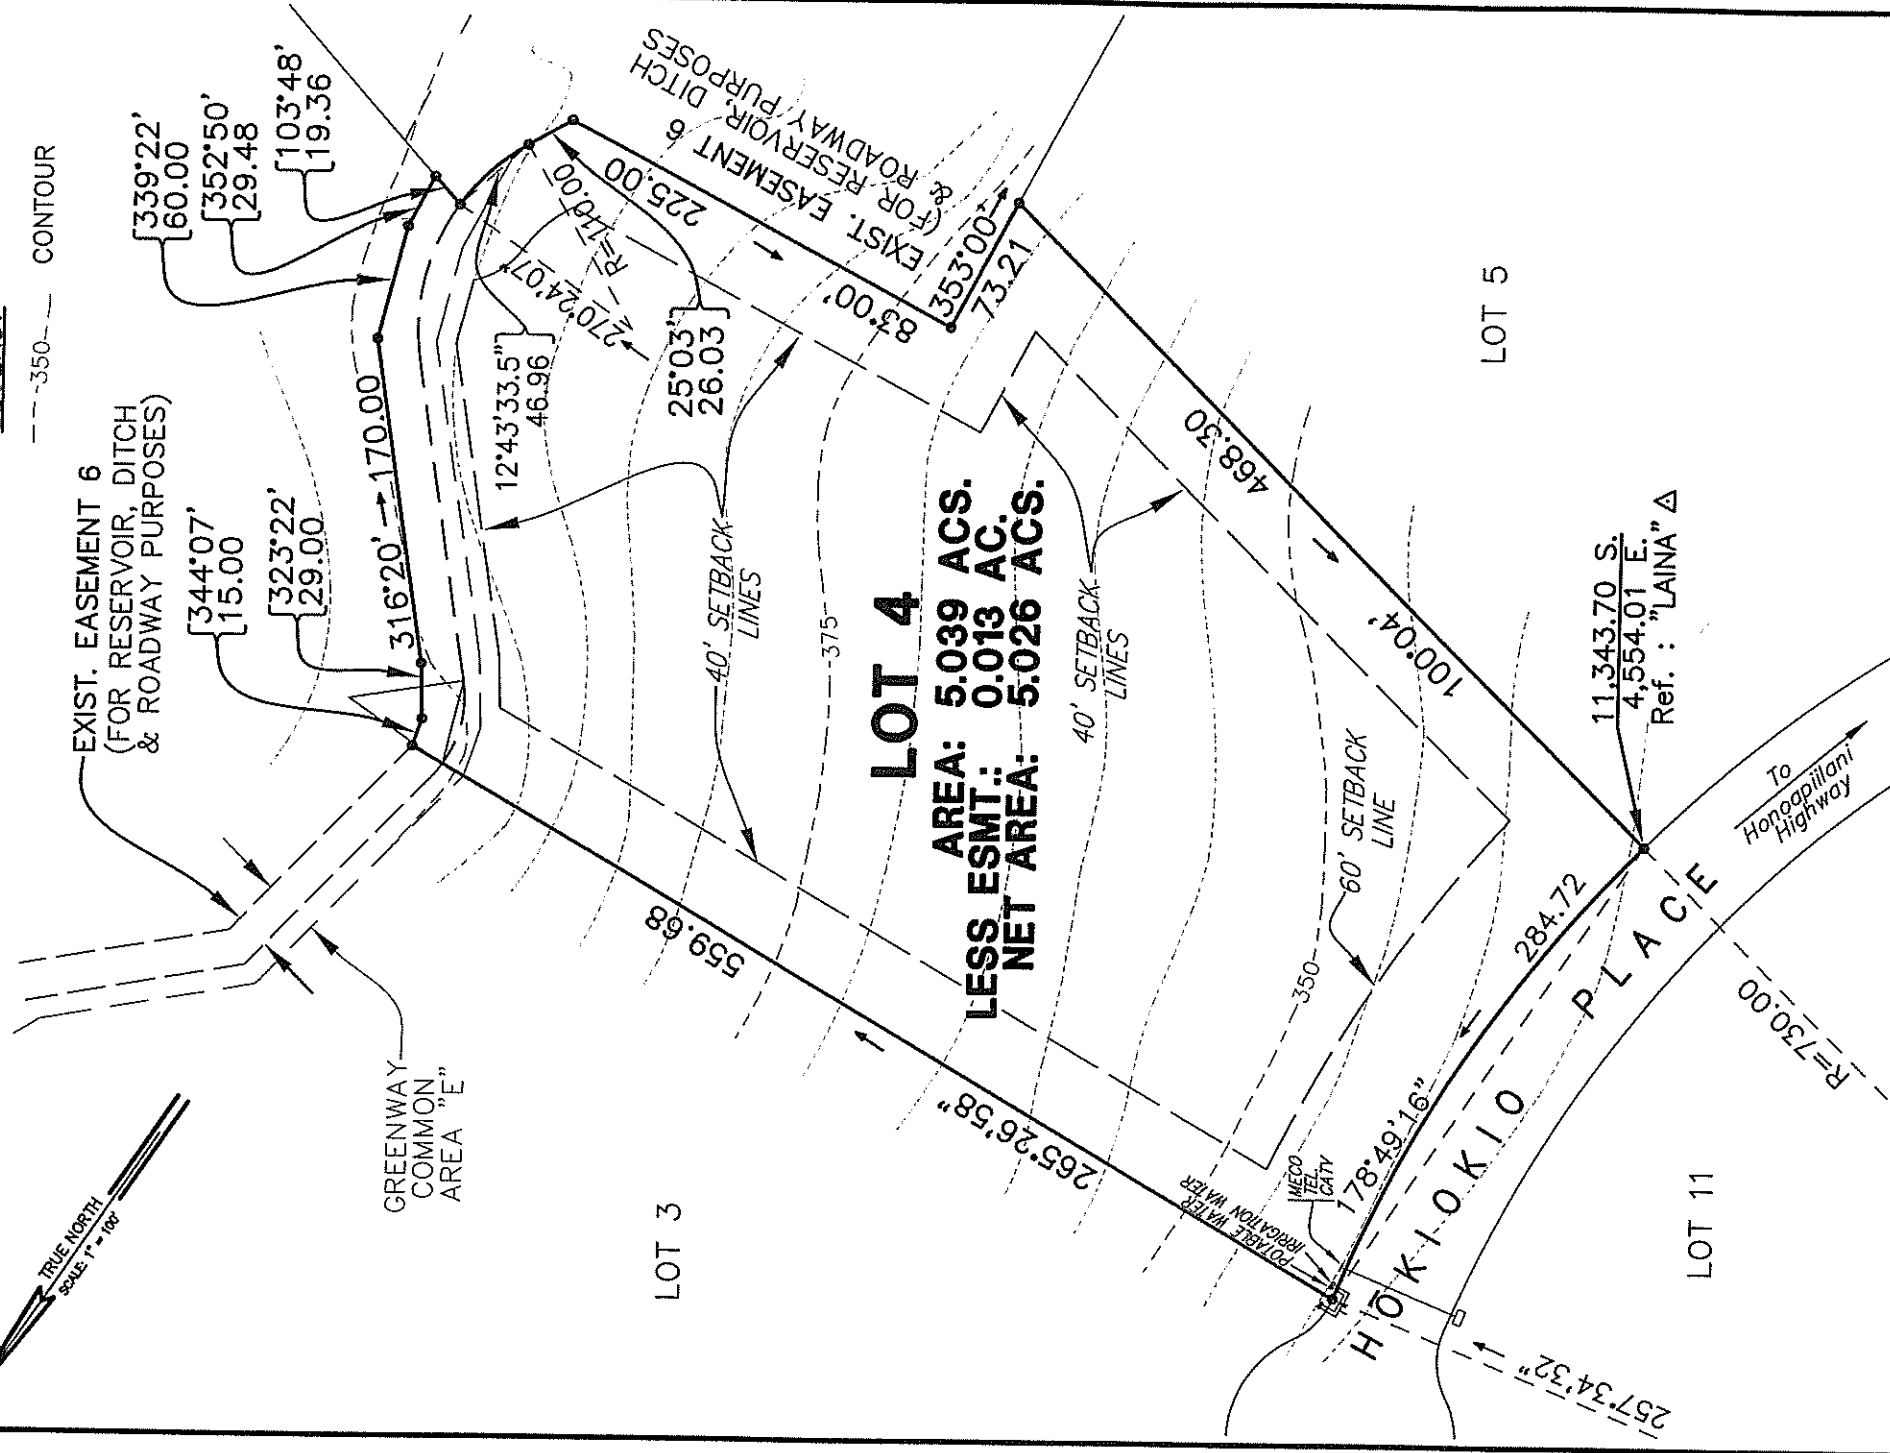 ---350--- CONTOUR
339°22'
60.00
352°50'
29.48
103°48'
19.36
EXIST. EASEMENT 6
(FOR RESERVOIR, DITCH
& ROADWAY PURPOSES)
344°07'
15.00
323°22'
29.00
316°20'
170.00
12°43'33.5"
46.96
270°24'07"
R=110.00
25°03'
26.03
225.00
83°00'
EXIST. EASEMENT 6
(FOR RESERVOIR, DITCH
& ROADWAY PURPOSES
353°00'
73.21
LOT 5
468.30
100°04'
40' SETBACK
LINES
375
LOT 4
AREA: 5.039 ACS.
LESS ESMT.: 0.013 AC.
NET AREA: 5.026 ACS.
40' SETBACK
LINES
60' SETBACK
LINE
350
11,343.70 S.
4,554.01 E.
Ref. : "LAINA" △
To
Honoapiilani
Highway
284.72
178°49'16"
HOKIOKIO PLACE
R=730.00
257°34'32"
LOT 11
MECO
TEL.
CATV
POTABLE WATER
IRRIGATION WATER
559.68
265°26'58"
LOT 3
GREENWAY
COMMON
AREA "E"
TRUE NORTH
SCALE: 1" = 100'